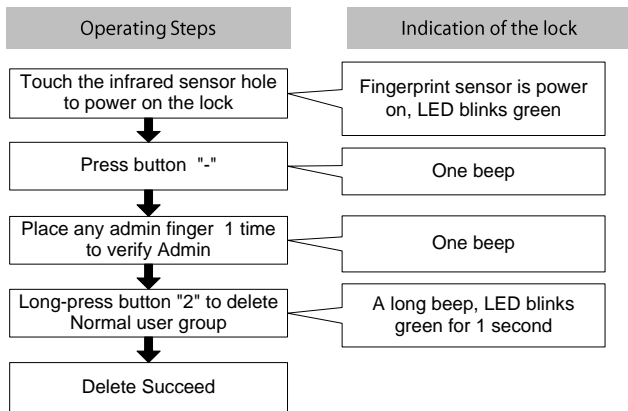 Operating Steps
Indication of the lock
Touch the infrared sensor hole
to power on the lock
Fingerprint sensor is power
on, LED blinks green
Press button "-"
One beep
Place any admin finger 1 time
to verify Admin
One beep
Long-press button "2" to delete
Normal user group
A long beep, LED blinks
green for 1 second
Delete Succeed